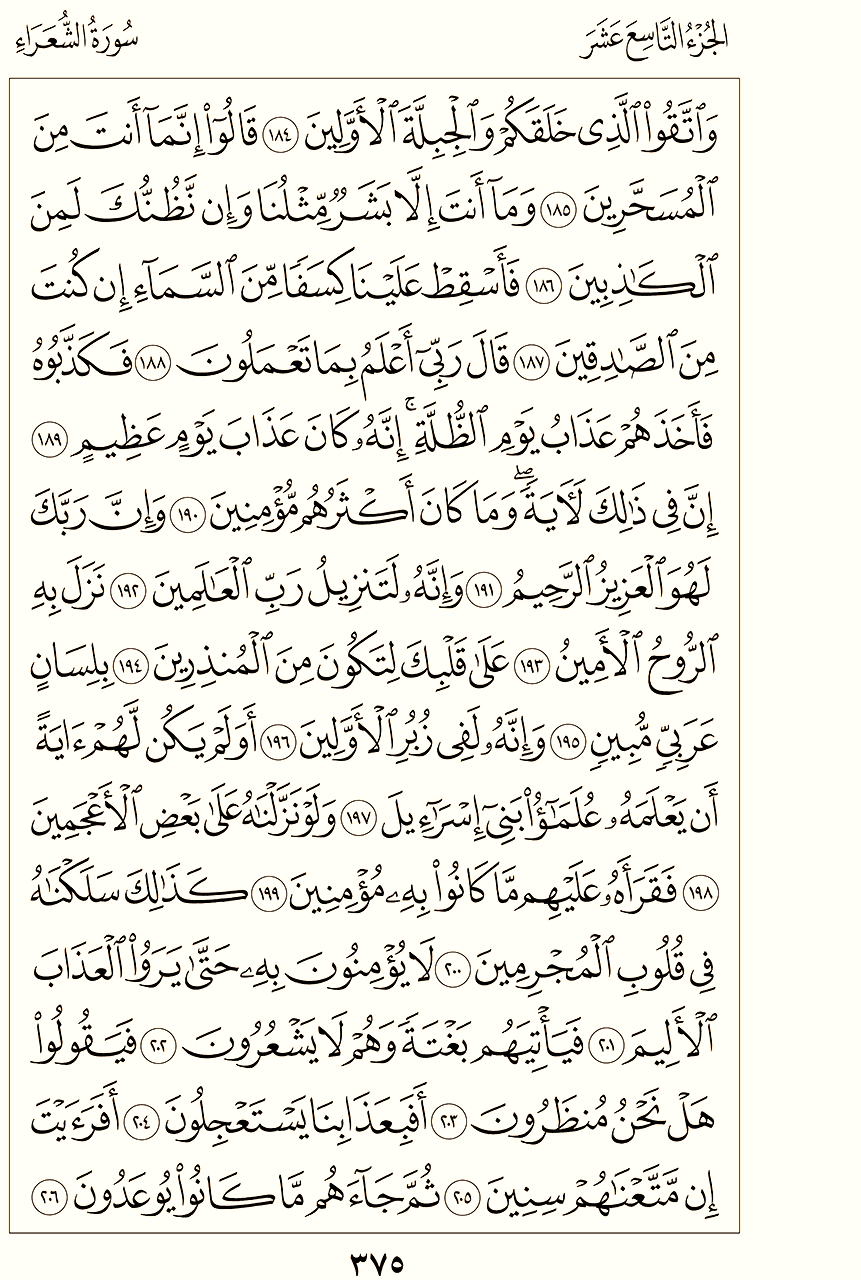 الجُزْءُ التَّاسِعَ عَشَرَ
سُورَةُ الشُّعَرَاءِ
وَٱتَّقُوا۟ ٱلَّذِى خَلَقَكُمْ وَٱلْجِبِلَّةَ ٱلْأَوَّلِينَ ١٨٤ قَالُوٓا۟ إِنَّمَآ أَنتَ مِنَ
ٱلْمُسَحَّرِينَ ١٨٥ وَمَآ أَنتَ إِلَّا بَشَرٌ مِّثْلُنَا وَإِن نَّظُنُّكَ لَمِنَ
ٱلْكَـٰذِبِينَ ١٨٦ فَأَسْقِطْ عَلَيْنَا كِسَفًا مِّنَ ٱلسَّمَآءِ إِن كُنتَ
مِنَ ٱلصَّـٰدِقِينَ ١٨٧ قَالَ رَبِّىٓ أَعْلَمُ بِمَا تَعْمَلُونَ ١٨٨ فَكَذَّبُوهُ
فَأَخَذَهُمْ عَذَابُ يَوْمِ ٱلظُّلَّةِ ۚ إِنَّهُۥ كَانَ عَذَابَ يَوْمٍ عَظِيمٍ ١٨٩
إِنَّ فِى ذَٰلِكَ لَـَٔايَةً ۖ وَمَا كَانَ أَكْثَرُهُم مُّؤْمِنِينَ ١٩٠ وَإِنَّ رَبَّكَ
لَهُوَ ٱلْعَزِيزُ ٱلرَّحِيمُ ١٩١ وَإِنَّهُۥ لَتَنزِيلُ رَبِّ ٱلْعَـٰلَمِينَ ١٩٢ نَزَلَ بِهِ
ٱلرُّوحُ ٱلْأَمِينُ ١٩٣ عَلَىٰ قَلْبِكَ لِتَكُونَ مِنَ ٱلْمُنذِرِينَ ١٩٤ بِلِسَانٍ
عَرَبِىٍّ مُّبِينٍ ١٩٥ وَإِنَّهُۥ لَفِى زُبُرِ ٱلْأَوَّلِينَ ١٩٦ أَوَلَمْ يَكُن لَّهُمْ ءَايَةً
أَن يَعْلَمَهُۥ عُلَمَـٰٓؤُا۟ بَنِىٓ إِسْرَٰٓءِيلَ ١٩٧ وَلَوْ نَزَّلْنَـٰهُ عَلَىٰ بَعْضِ ٱلْأَعْجَمِينَ
١٩٨ فَقَرَأَهُۥ عَلَيْهِم مَّا كَانُوا۟ بِهِۦ مُؤْمِنِينَ ١٩٩ كَذَٰلِكَ سَلَكْنَـٰهُ
فِى قُلُوبِ ٱلْمُجْرِمِينَ ٢٠٠ لَا يُؤْمِنُونَ بِهِۦ حَتَّىٰ يَرَوُا۟ ٱلْعَذَابَ
ٱلْأَلِيمَ ٢٠١ فَيَأْتِيَهُم بَغْتَةً وَهُمْ لَا يَشْعُرُونَ ٢٠٢ فَيَقُولُوا۟
هَلْ نَحْنُ مُنظَرُونَ ٢٠٣ أَفَبِعَذَابِنَا يَسْتَعْجِلُونَ ٢٠٤ أَفَرَءَيْتَ
إِن مَّتَّعْنَـٰهُمْ سِنِينَ ٢٠٥ ثُمَّ جَآءَهُم مَّا كَانُوا۟ يُوعَدُونَ ٢٠٦
٣٧٥